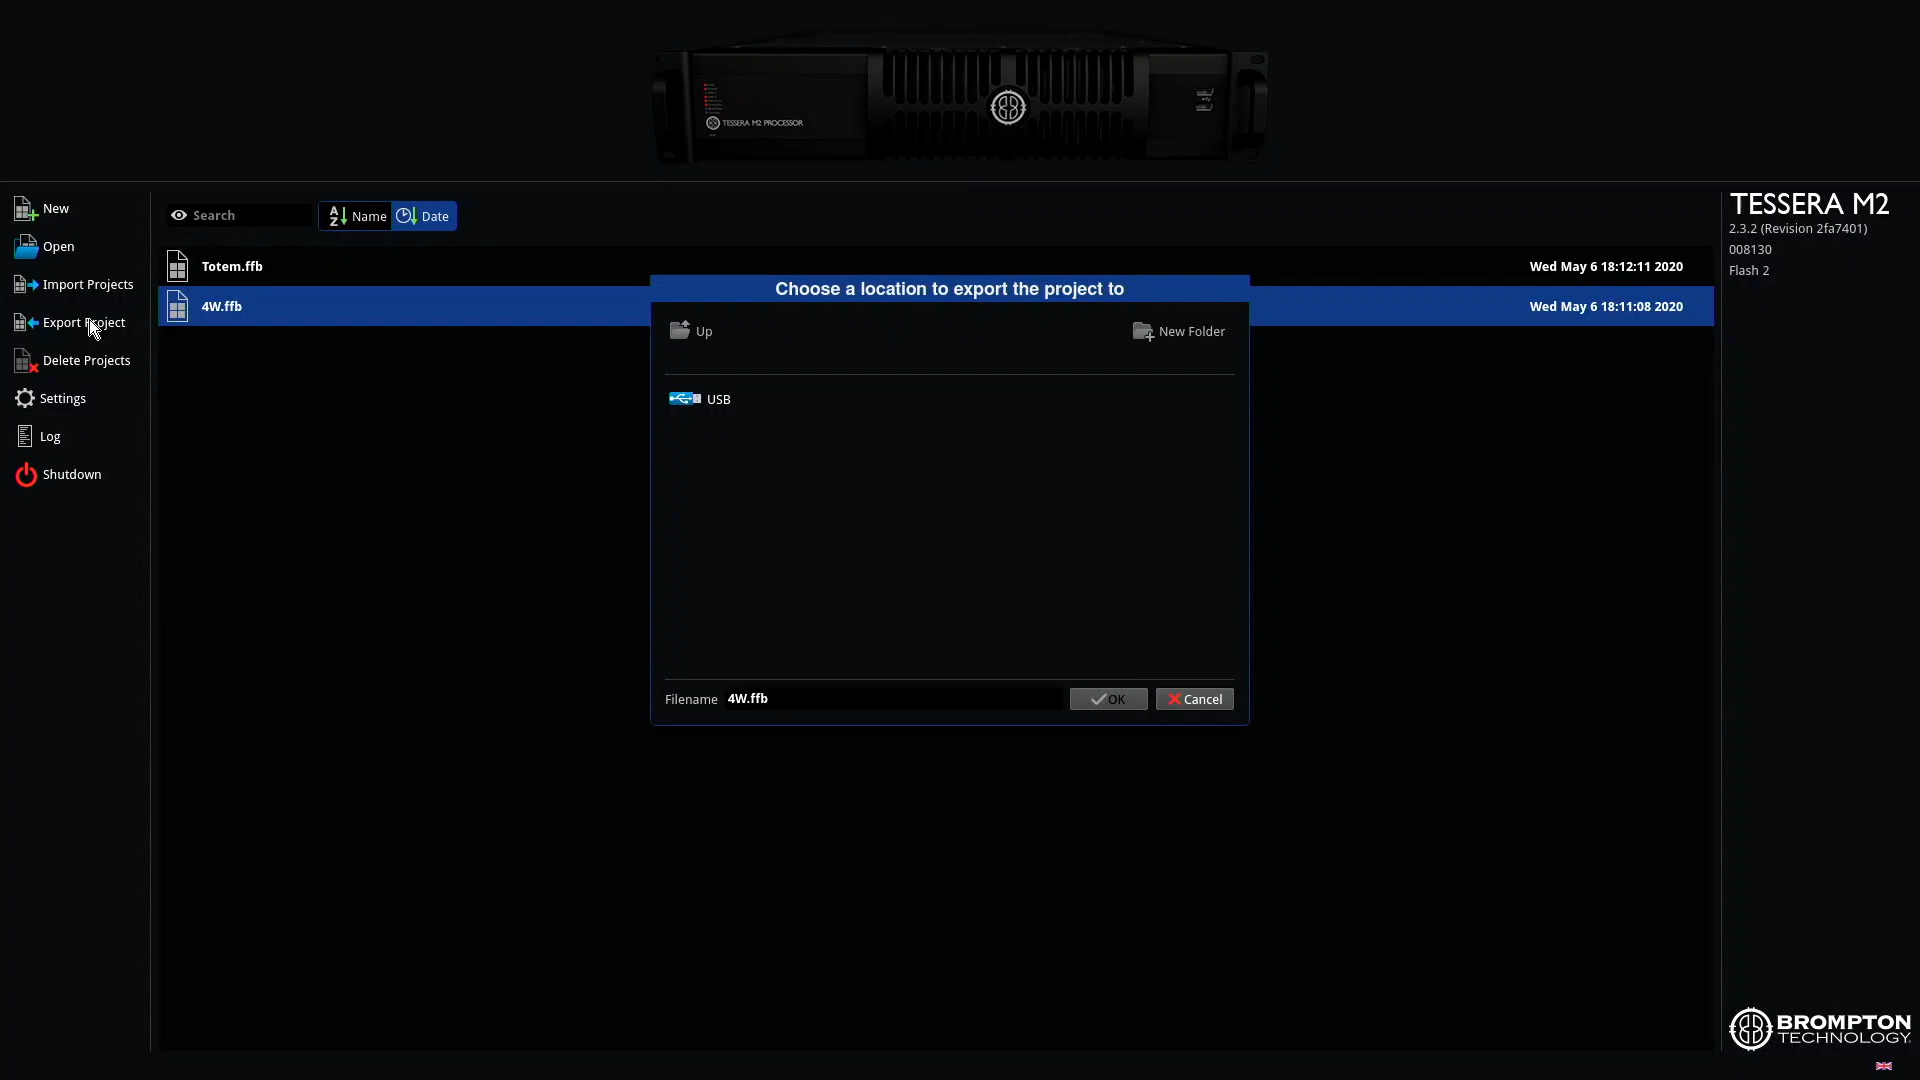 TESSERA M2 PROCESSOR
New
Open
Import Projects
Export Project
Delete Projects
Settings
Log
Shutdown
Search
Name
Date
Totem.ffb
Wed May 6 18:12:11 2020
4W.ffb
Wed May 6 18:11:08 2020
Choose a location to export the project to
Up
New Folder
USB
Filename
4W.ffb
OK
Cancel
TESSERA M2
2.3.2 (Revision 2fa7401)
008130
Flash 2
BROMPTON
TECHNOLOGY